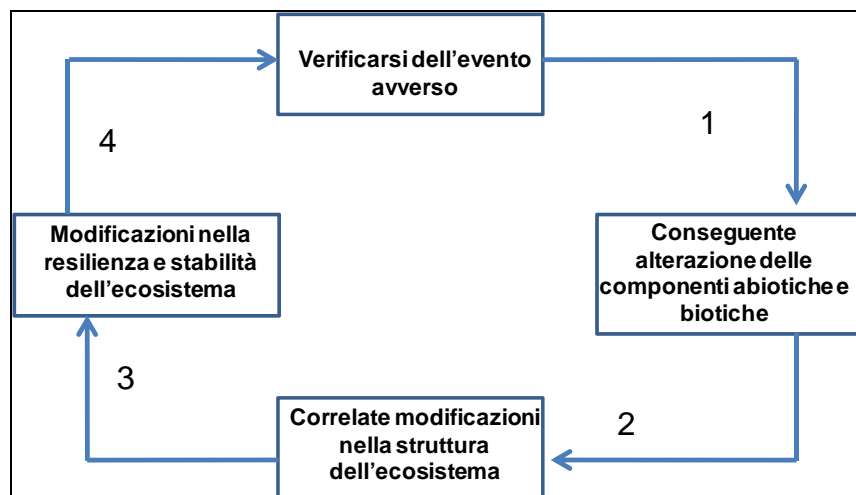 Verificarsi dell'evento
avverso
1
Conseguente
alterazione delle
componenti abiotiche e
biotiche
2
Correlate modificazioni
nella struttura
dell'ecosistema
3
Modificazioni nella
resilienza e stabilità
dell'ecosistema
4